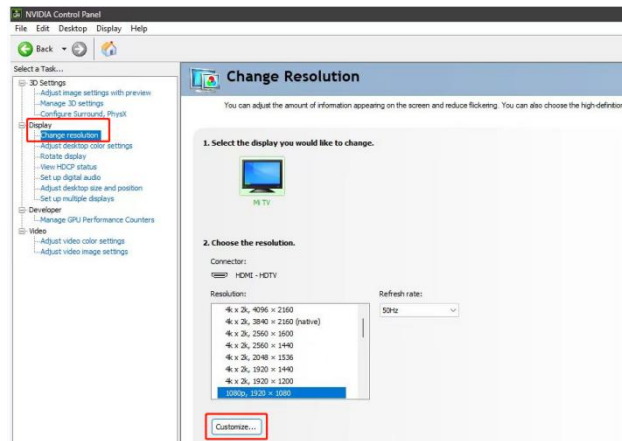 NVIDIA Control Panel
File Edit Desktop Display Help
Back
Select a Task...
3D Settings
Adjust image settings with preview
Manage 3D settings
Configure Surround, PhysX
Display
Change resolution
Adjust desktop color settings
Rotate display
View HDCP status
Set up digital audio
Adjust desktop size and position
Set up multiple displays
Developer
Manage GPU Performance Counters
Video
Adjust video color settings
Adjust video image settings
Change Resolution
You can adjust the amount of information appearing on the screen and reduce flickering. You can also choose the high-definition
1. Select the display you would like to change.
Mi TV
2. Choose the resolution.
Connector:
HDMI - HDTV
Resolution:
Refresh rate:
4k x 2k, 4096 × 2160
50Hz
4k x 2k, 3840 × 2160 (native)
4k x 2k, 2560 × 1600
4k x 2k, 2560 × 1440
4k x 2k, 2048 × 1536
4k x 2k, 1920 × 1440
4k x 2k, 1920 × 1200
1080p, 1920 × 1080
Customize...